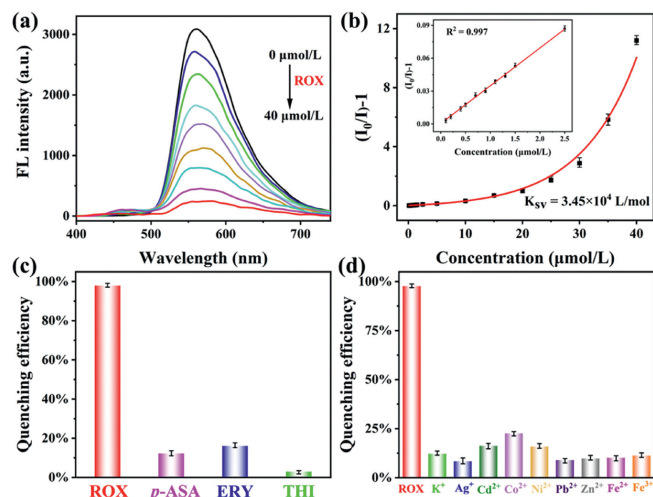 (a)
FL intensity (a.u.)
3000
2000
1000
0
0 μmol/L
ROX
40 μmol/L
400 500 600 700
Wavelength (nm)
(b)
(I0/I)-1
12
8
4
0
R² = 0.997
(I0/I)-1
0.09
0.06
0.03
0.00
0.0 0.5 1.0 1.5 2.0 2.5
Concentration (μmol/L)
KSV = 3.45×10⁴ L/mol
0 5 10 15 20 25 30 35 40
Concentration (μmol/L)
(c)
Quenching efficiency
100%
80%
60%
40%
20%
0%
ROX p-ASA ERY THI
(d)
Quenching efficiency
100%
75%
50%
25%
0%
ROX K⁺ Ag⁺ Cd²⁺ Co²⁺ Ni²⁺ Pb²⁺ Zn²⁺ Fe²⁺ Fe³⁺